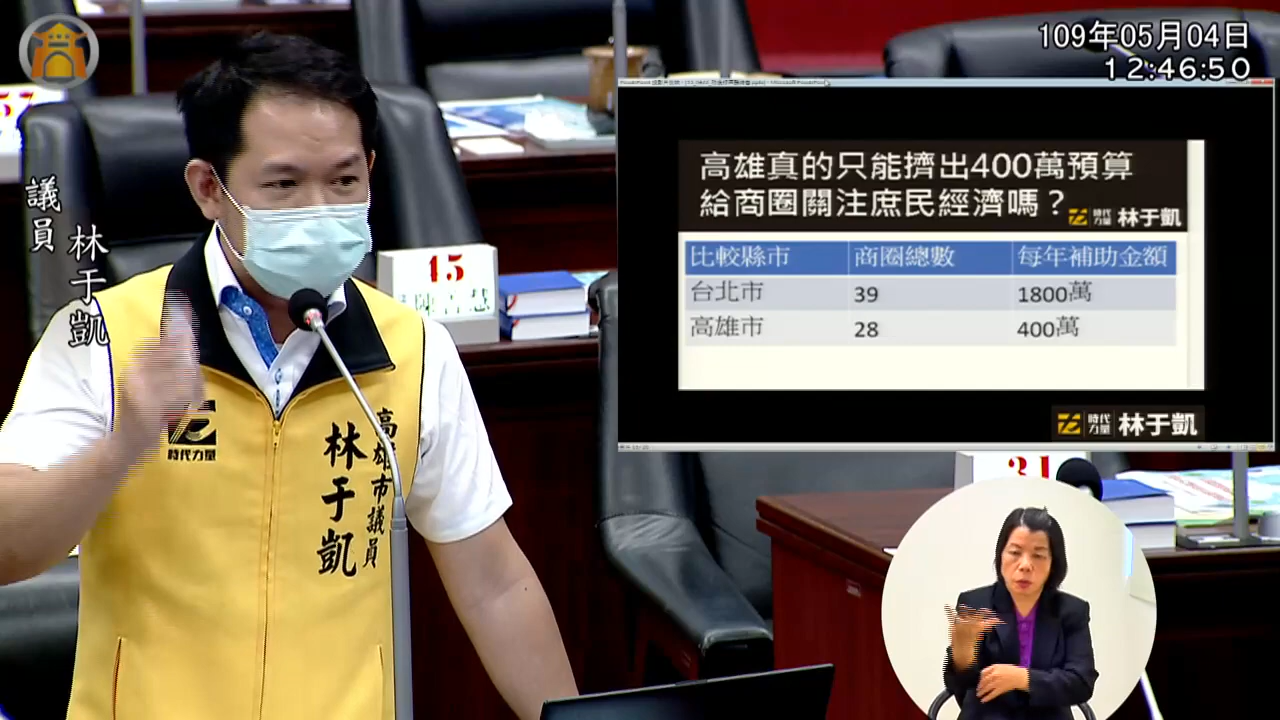 109年05月04日
12:46:50
議員
林于凱
高雄真的只能擠出400萬預算
給商圈關注庶民經濟嗎？
時代力量 林于凱
比較縣市 商圈總數 每年補助金額
台北市 39 1800萬
高雄市 28 400萬
時代力量 林于凱
45
陳善慧
時代力量
高雄市議員
林于凱
31